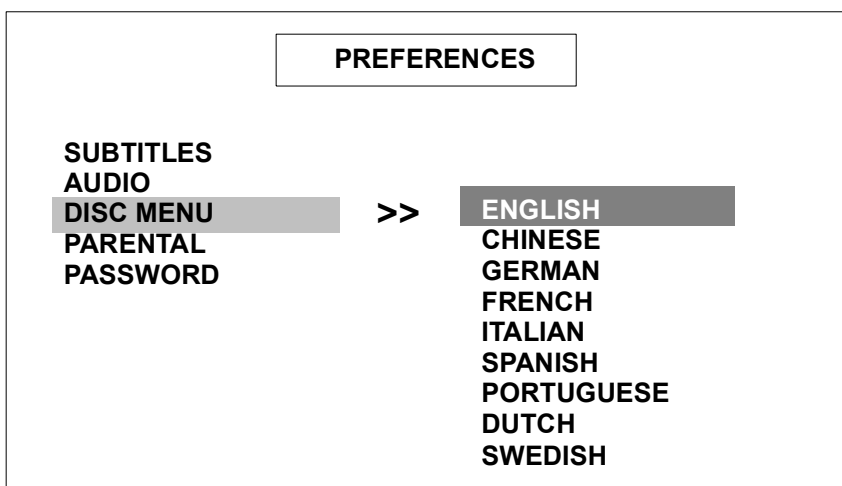 PREFERENCES
SUBTITLES
AUDIO
DISC MENU
PARENTAL
PASSWORD
>>
ENGLISH
CHINESE
GERMAN
FRENCH
ITALIAN
SPANISH
PORTUGUESE
DUTCH
SWEDISH